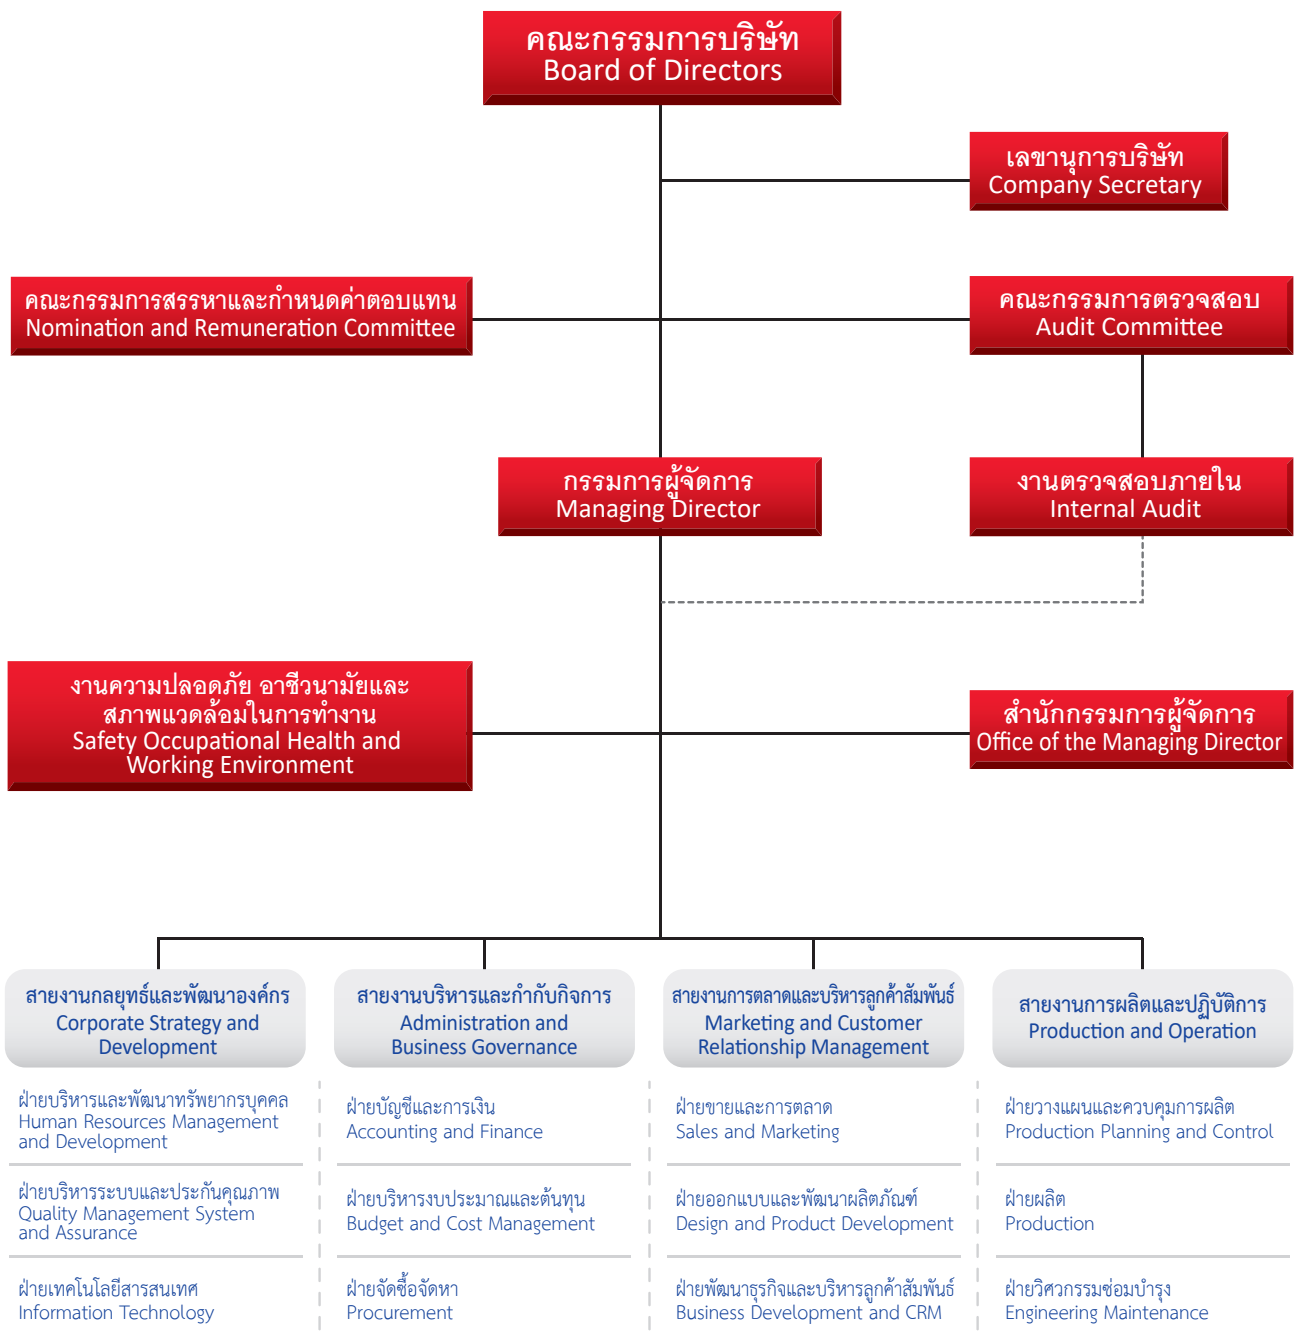 คณะกรรมการบริษัท
Board of Directors
เลขานุการบริษัท
Company Secretary
คณะกรรมการสรรหาและกำหนดค่าตอบแทน
Nomination and Remuneration Committee
คณะกรรมการตรวจสอบ
Audit Committee
กรรมการผู้จัดการ
Managing Director
งานตรวจสอบภายใน
Internal Audit
งานความปลอดภัย อาชีวนามัยและ
สภาพแวดล้อมในการทำงาน
Safety Occupational Health and
Working Environment
สำนักกรรมการผู้จัดการ
Office of the Managing Director
สายงานกลยุทธ์และพัฒนาองค์กร
Corporate Strategy and
Development
สายงานบริหารและกำกับกิจการ
Administration and
Business Governance
สายงานการตลาดและบริหารลูกค้าสัมพันธ์
Marketing and Customer
Relationship Management
สายงานการผลิตและปฏิบัติการ
Production and Operation
ฝ่ายบริหารและพัฒนาทรัพยากรบุคคล
Human Resources Management
and Development
ฝ่ายบริหารระบบและประกันคุณภาพ
Quality Management System
and Assurance
ฝ่ายเทคโนโลยีสารสนเทศ
Information Technology
ฝ่ายบัญชีและการเงิน
Accounting and Finance
ฝ่ายบริหารงบประมาณและต้นทุน
Budget and Cost Management
ฝ่ายจัดซื้อจัดหา
Procurement
ฝ่ายขายและการตลาด
Sales and Marketing
ฝ่ายออกแบบและพัฒนาผลิตภัณฑ์
Design and Product Development
ฝ่ายพัฒนาธุรกิจและบริหารลูกค้าสัมพันธ์
Business Development and CRM
ฝ่ายวางแผนและควบคุมการผลิต
Production Planning and Control
ฝ่ายผลิต
Production
ฝ่ายวิศวกรรมซ่อมบำรุง
Engineering Maintenance